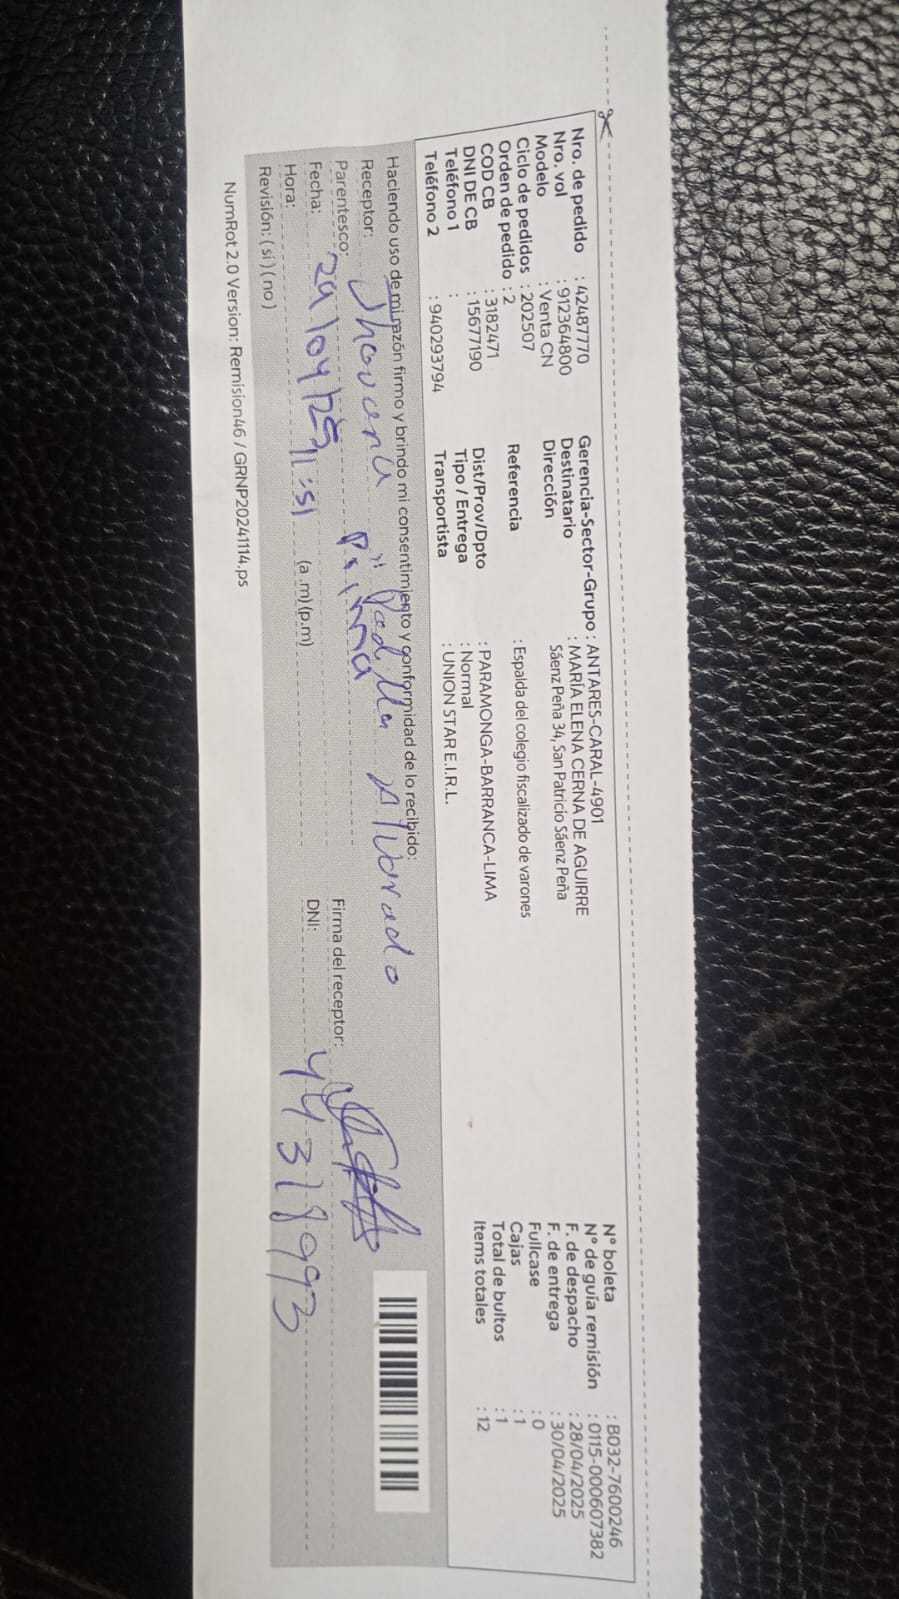 Nro. de pedido : 42487770
Nro. vol : 912364800
Modelo : Venta CN
Ciclo de pedidos : 202507
Orden de pedido : 2
COD CB : 3182471
DNI DE CB : 15677190
Teléfono 1 :
Teléfono 2 : 940293794
Gerencia-Sector-Grupo : ANTARES-CARAL-4901
Destinatario : MARÍA ELENA CERNA DE AGUIRRE
Dirección Sáenz Peña 34, San Patricio Sáenz Peña
Referencia : Espalda del colegio fiscalizado de varones
Dist/Prov/Dpto : PARAMONGA-BARRANCA-LIMA
Tipo / Entrega : Normal
Transportista : UNION STAR E.I.R.L.
N° boleta : B032-7600246
N° de guía remisión : 0115-000607382
F. de despacho : 28/04/2025
F. de entrega : 30/04/2025
Fullcase : 0
Cajas : 1
Total de bultos : 1
Items totales : 12
Haciendo uso de mi razón firmo y brindo mi consentimiento y conformidad de lo recibido:
Receptor: Jhovana Padilla Alvarado
Parentesco: Prima
Fecha: 29/04/25
Hora: 11:51 (a.m) (p.m)
Revisión: ( si ) ( no )
Firma del receptor:
DNI: 44378993
NumRot 2.0 Version: Remision46 / GRNP20241114.ps